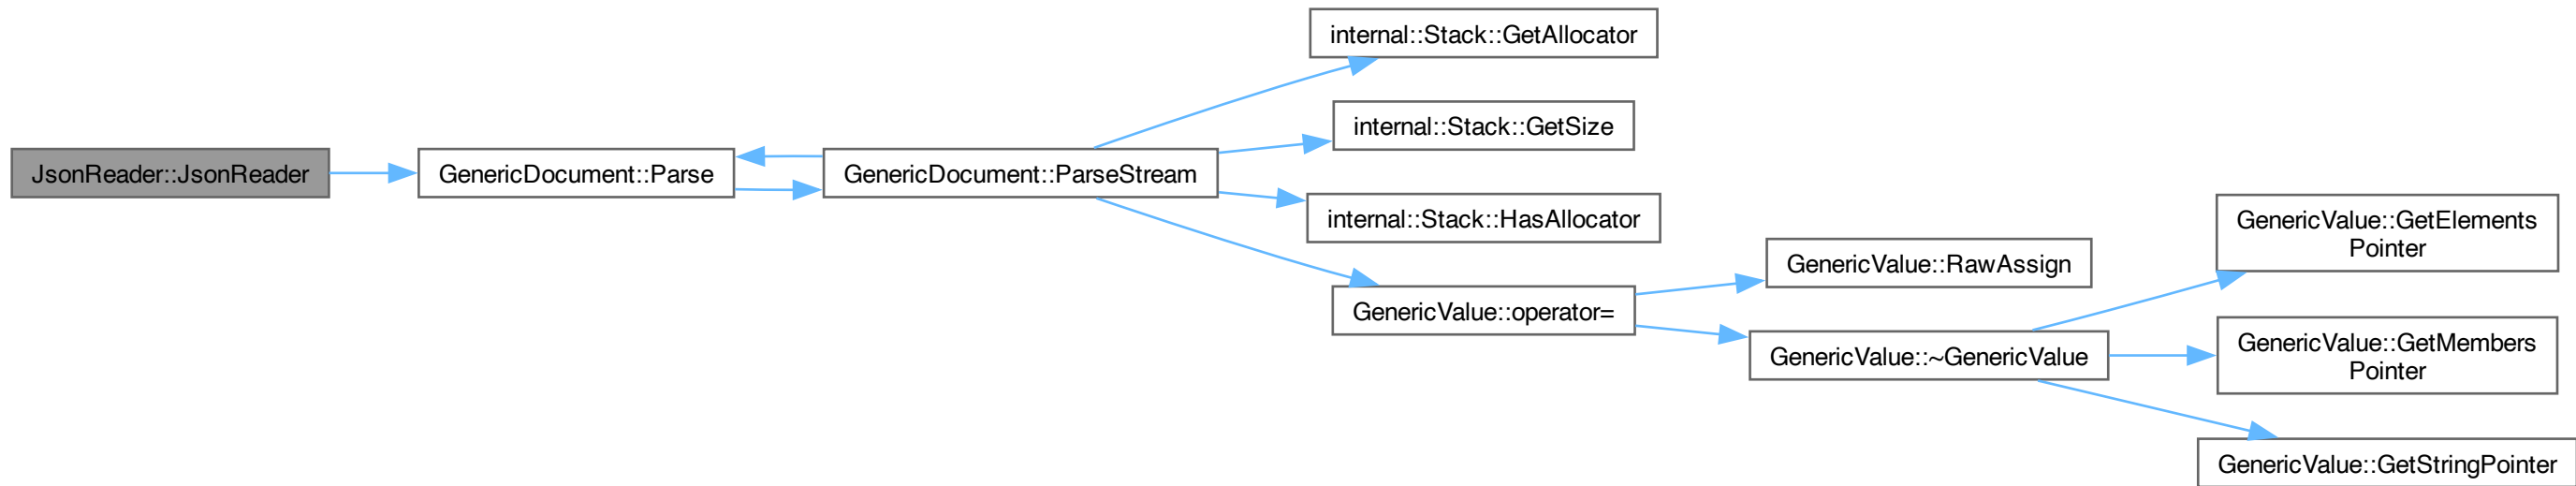 JsonReader::JsonReader
GenericDocument::Parse
GenericDocument::ParseStream
internal::Stack::GetAllocator
internal::Stack::GetSize
internal::Stack::HasAllocator
GenericValue::operator=
GenericValue::RawAssign
GenericValue::~GenericValue
GenericValue::GetElements
Pointer
GenericValue::GetMembers
Pointer
GenericValue::GetStringPointer